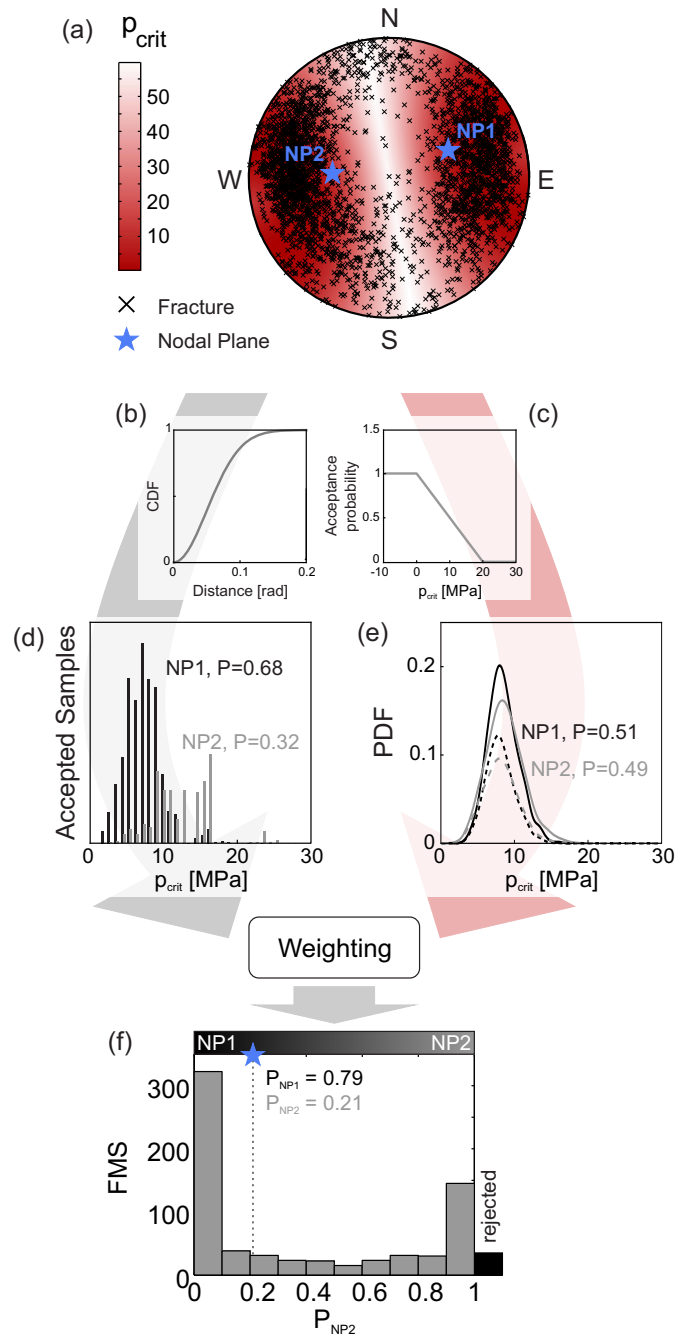 (a)
p_crit
50
40
30
20
10
N
W
E
S
NP1
NP2
Fracture
Nodal Plane
(b)
CDF
1
0
0
0.1
0.2
Distance [rad]
(c)
Acceptance
probability
1.5
1
0.5
0
-10
0
10
20
30
p_crit [MPa]
(d)
Accepted Samples
NP1, P=0.68
NP2, P=0.32
0
10
20
30
p_crit [MPa]
(e)
PDF
0.2
0.1
0
NP1, P=0.51
NP2, P=0.49
0
10
20
30
p_crit [MPa]
Weighting
(f)
NP1
NP2
P_NP1 = 0.79
P_NP2 = 0.21
FMS
300
200
100
0
rejected
0
0.2
0.4
0.6
0.8
1
P_NP2